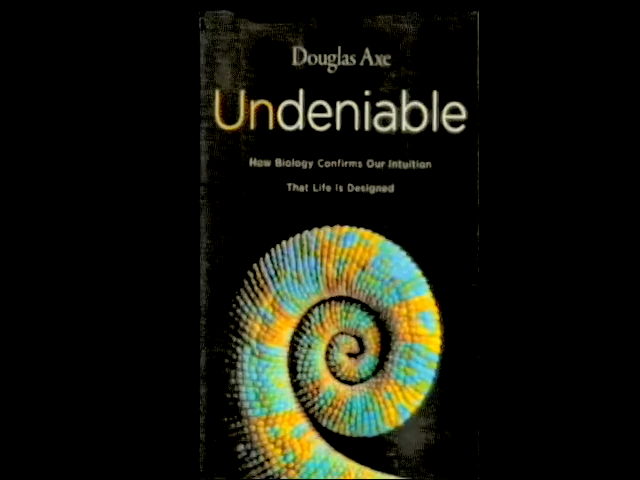 Douglas Axe
Undeniable
How Biology Confirms Our Intuition
That Life Is Designed